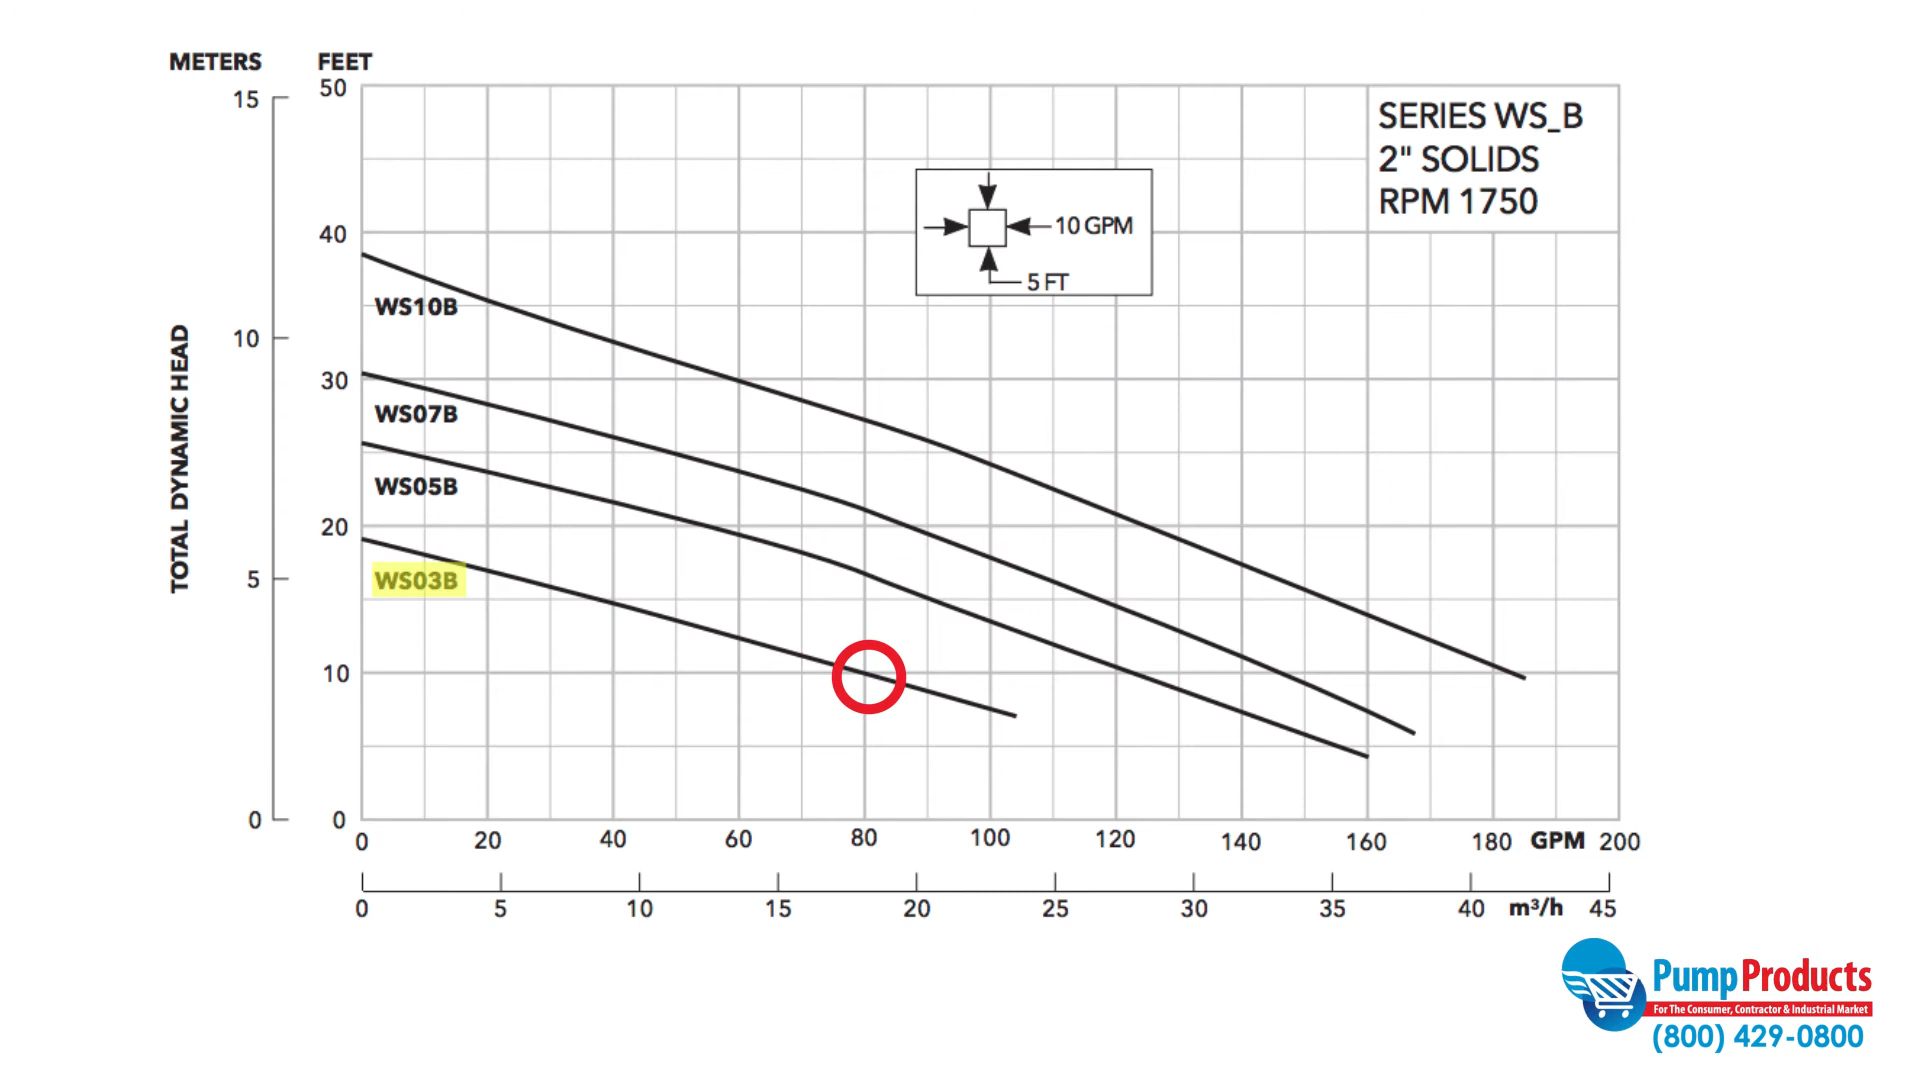 METERS
FEET
50
15
SERIES WS_B
2" SOLIDS
RPM 1750
10 GPM
5 FT
40
WS10B
10
30
WS07B
WS05B
20
TOTAL DYNAMIC HEAD
5
WS03B
10
0
0
0 20 40 60 80 100 120 140 160 180 GPM 200
0 5 10 15 20 25 30 35 40 m³/h 45
PumpProducts
For The Consumer, Contractor & Industrial Market
(800) 429-0800